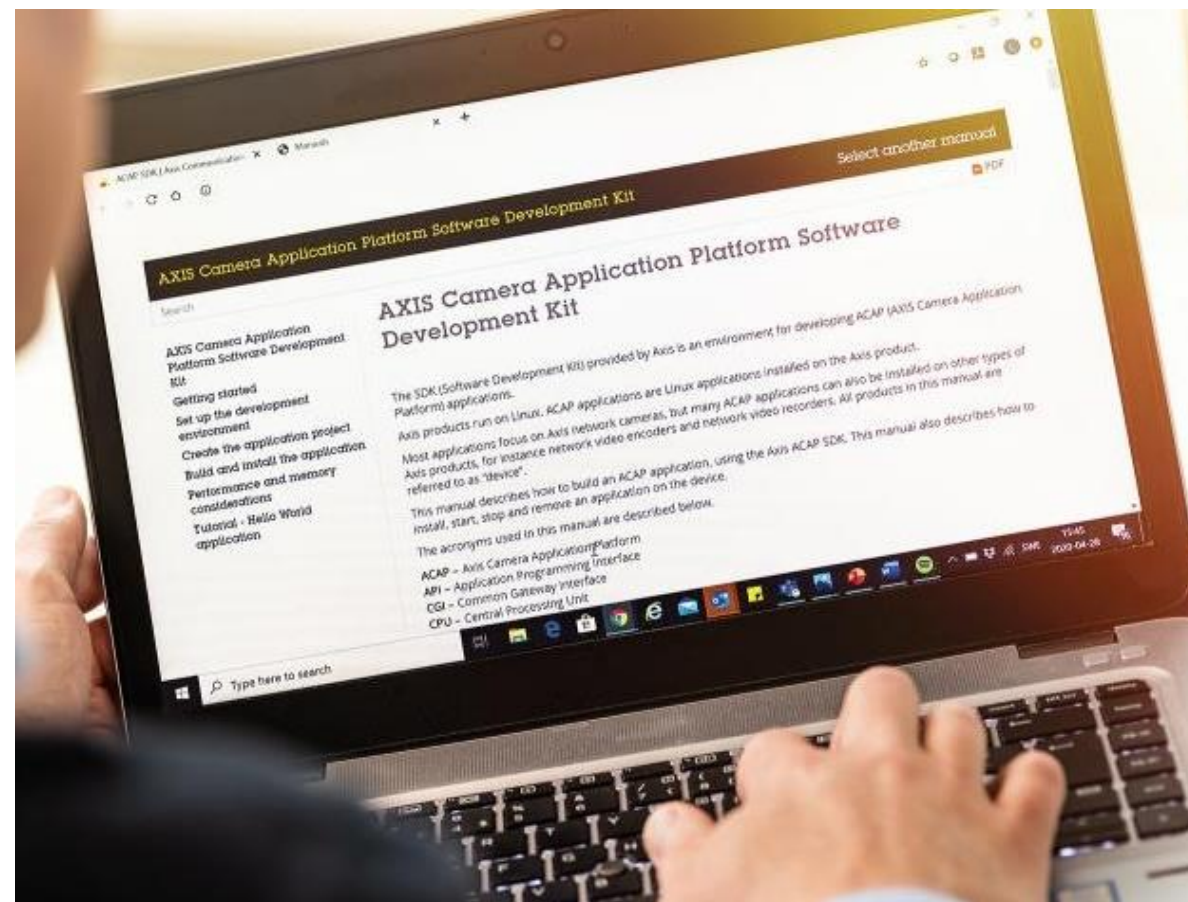 ACAP SDK | Axis Communication
Manuals
AXIS Camera Application Platform Software Development Kit
Select another manual
Search
PDF
AXIS Camera Application
Platform Software Development
Kit
Getting started
Set up the development
environment
Create the application project
Build and install the application
Performance and memory
considerations
Tutorial - Hello World
application
AXIS Camera Application Platform Software
Development Kit
The SDK (Software Development Kit) provided by Axis is an environment for developing ACAP (AXIS Camera Application
Platform) applications.
Axis products run on Linux. ACAP applications are Linux applications installed on the Axis product.
Most applications focus on Axis network cameras, but many ACAP applications can also be installed on other types of
Axis products, for instance network video encoders and network video recorders. All products in this manual are
referred to as "device".
This manual describes how to build an ACAP application, using the Axis ACAP SDK. This manual also describes how to
install, start, stop and remove an application on the device.
The acronyms used in this manual are described below.
ACAP – Axis Camera Application Platform
API – Application Programming Interface
CGI – Common Gateway Interface
CPU – Central Processing Unit
Type here to search
SWE
15:45
2020-04-28